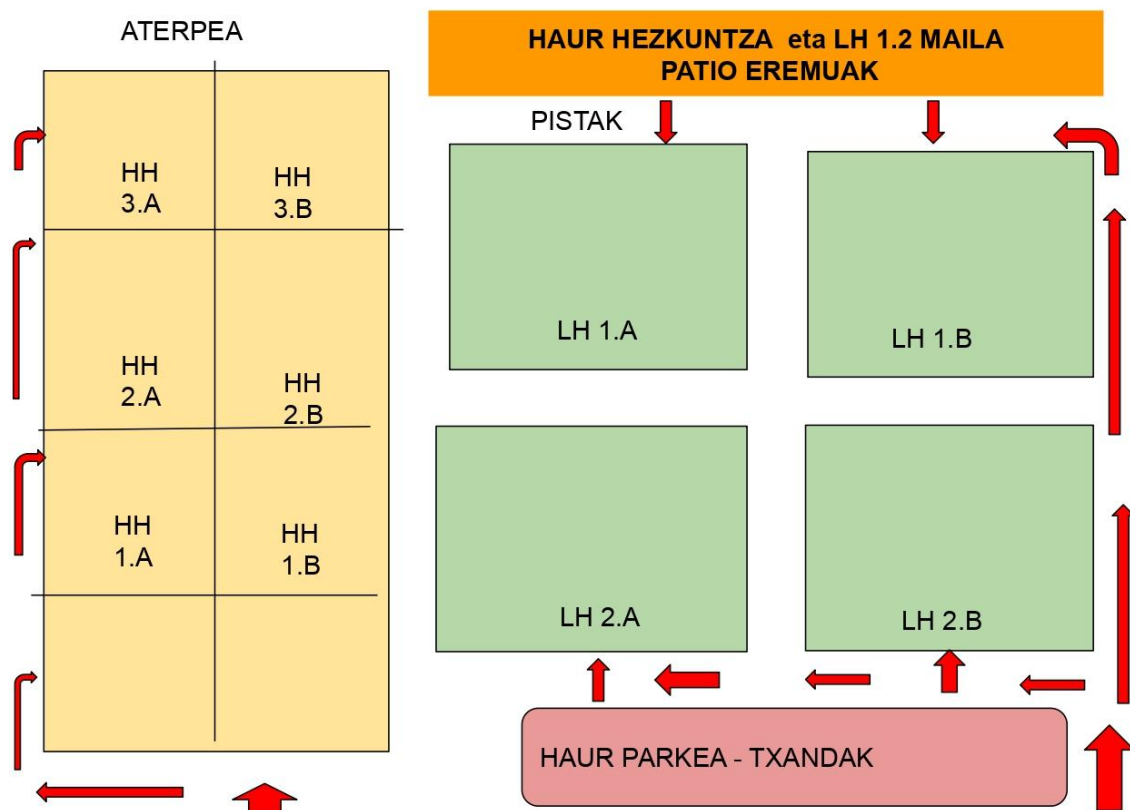 ATERPEA
HAUR HEZKUNTZA eta LH 1.2 MAILA
PATIO EREMUAK
PISTAK
HH
3.A
HH
3.B
HH
2.A
HH
2.B
HH
1.A
HH
1.B
LH 1.A
LH 1.B
LH 2.A
LH 2.B
HAUR PARKEA - TXANDAK